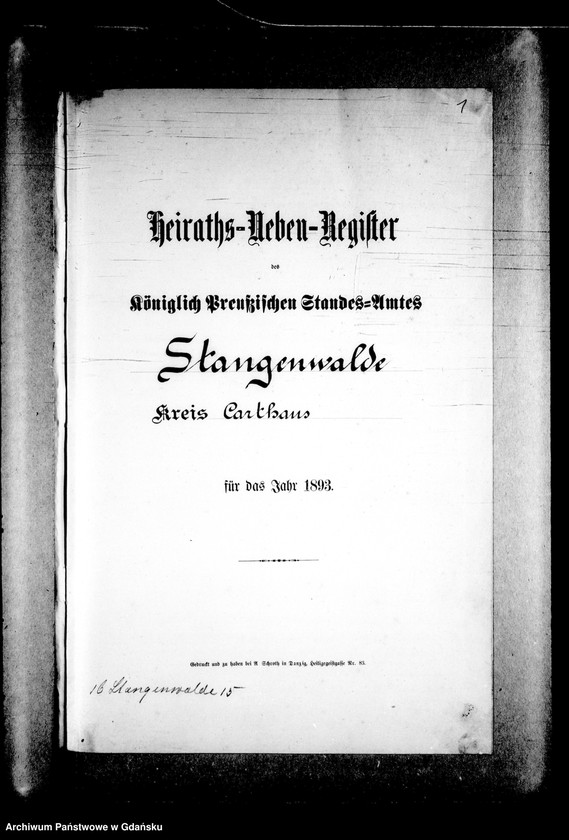 1
Heiraths-Neben-Register
des
Königlich Preußischen Standes-Amtes
Stangenwalde
Kreis Carthaus
für das Jahr 1893.
Gedruckt und zu haben bei A Schroth in Danzig, Heiligegeistgasse Nr. 83.
16 Stangenwalde 15
Archiwum Państwowe w Gdańsku